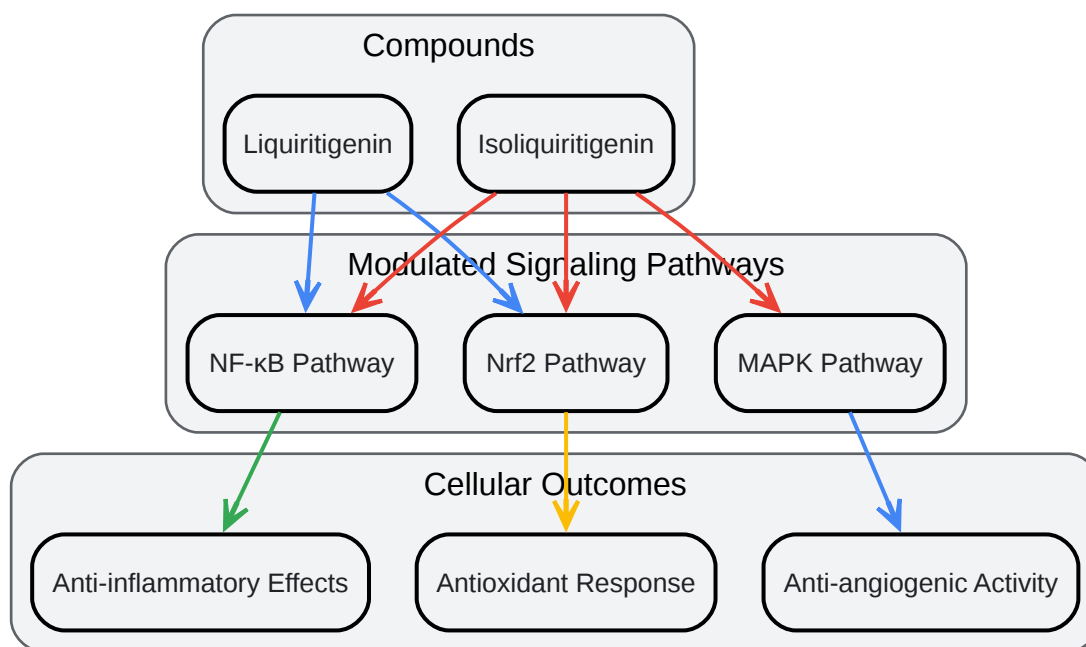 Compounds
Liquiritigenin
Isoliquiritigenin
Modulated Signaling Pathways
NF-κB Pathway
Nrf2 Pathway
MAPK Pathway
Cellular Outcomes
Anti-inflammatory Effects
Antioxidant Response
Anti-angiogenic Activity